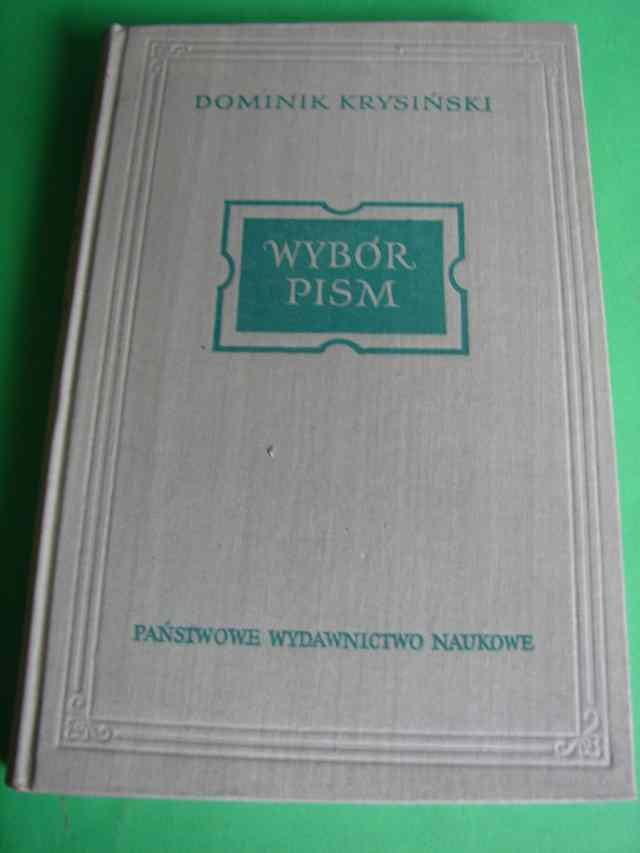 DOMINIK KRYSIŃSKI
WYBÓR
PISM
PAŃSTWOWE WYDAWNICTWO NAUKOWE